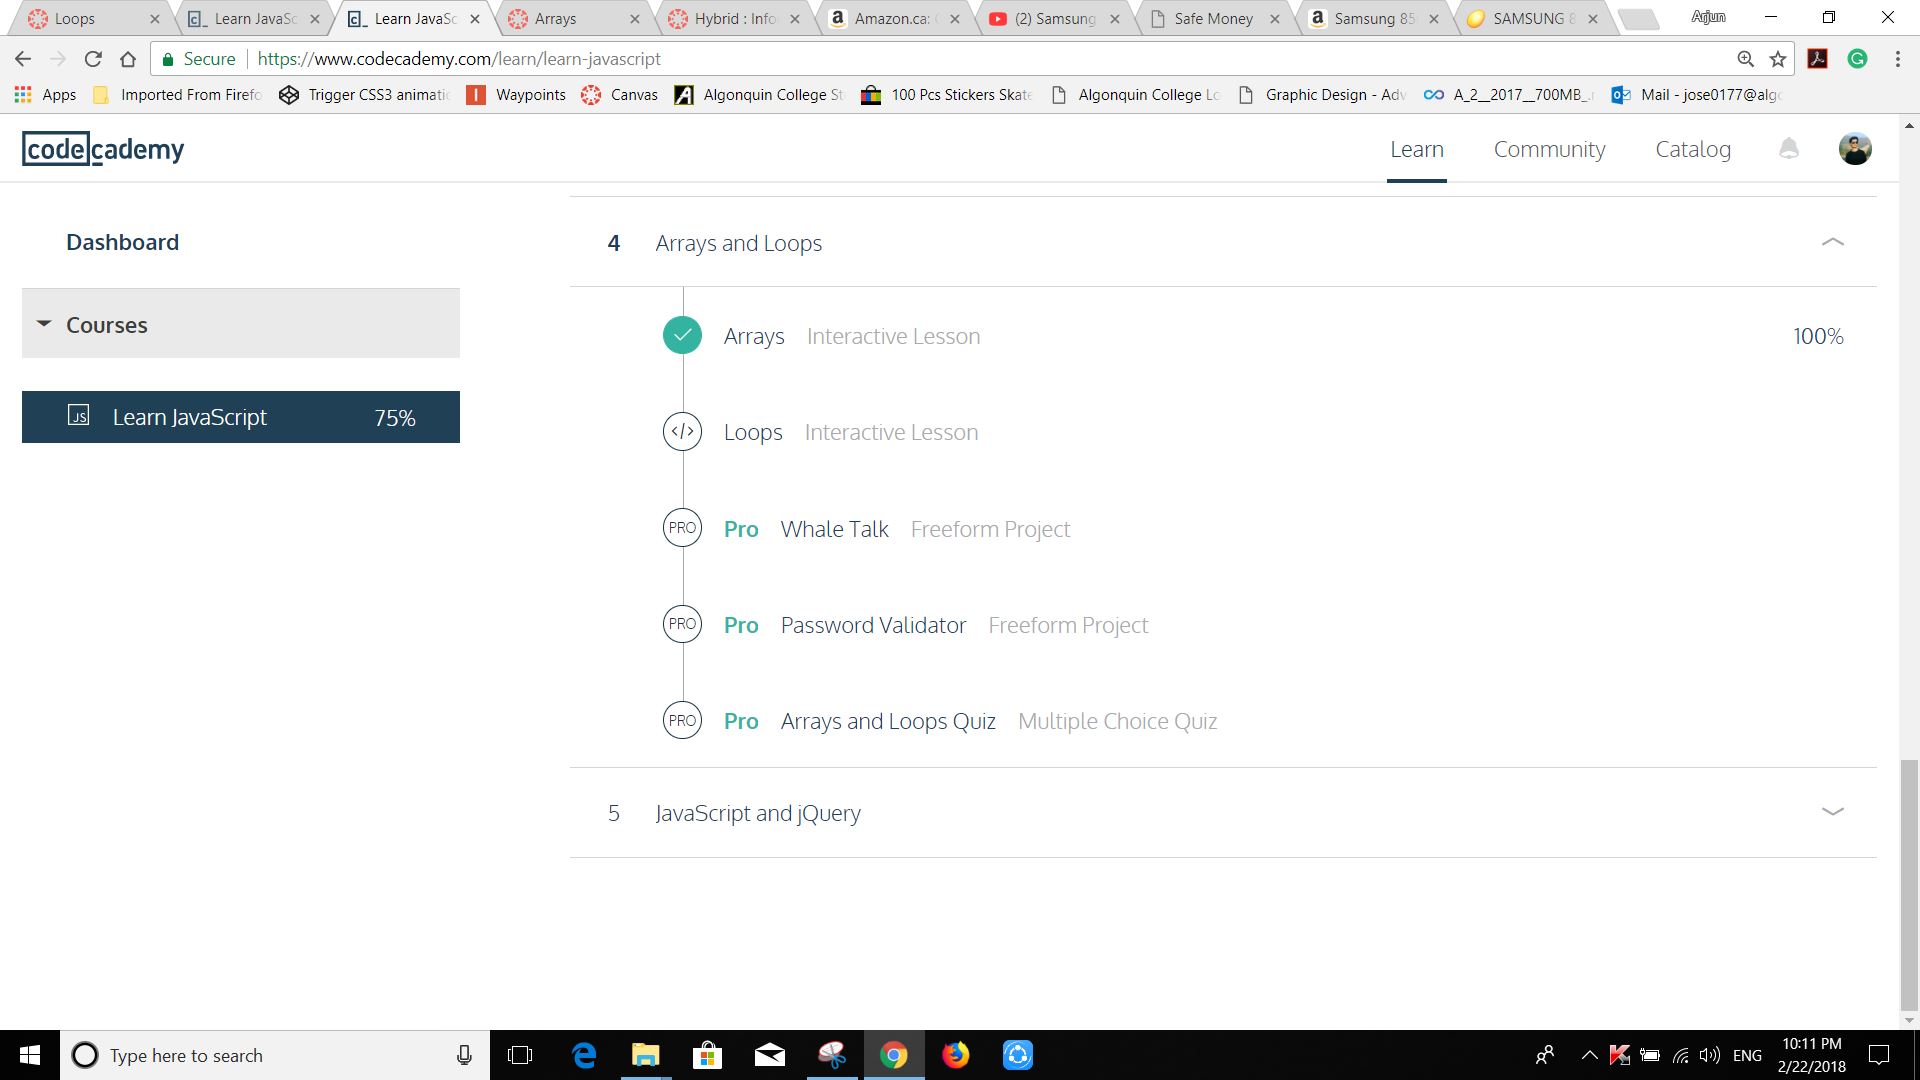 Loops
Learn JavaSc
Learn JavaSc
Arrays
Hybrid : Info
Amazon.ca:
(2) Samsung
Safe Money
Samsung 85
SAMSUNG 8
Arjun
Secure
https://www.codecademy.com/learn/learn-javascript
Apps
Imported From Firefo
Trigger CSS3 animatic
Waypoints
Canvas
Algonquin College St
100 Pcs Stickers Skate
Algonquin College Lo
Graphic Design - Adv
A_2__2017__700MB_
Mail - jose0177@algo
codecademy
Learn
Community
Catalog
Dashboard
4 Arrays and Loops
Courses
Arrays Interactive Lesson 100%
JS Learn JavaScript 75%
</> Loops Interactive Lesson
PRO Pro Whale Talk Freeform Project
PRO Pro Password Validator Freeform Project
PRO Pro Arrays and Loops Quiz Multiple Choice Quiz
5 JavaScript and jQuery
Type here to search
ENG
10:11 PM
2/22/2018